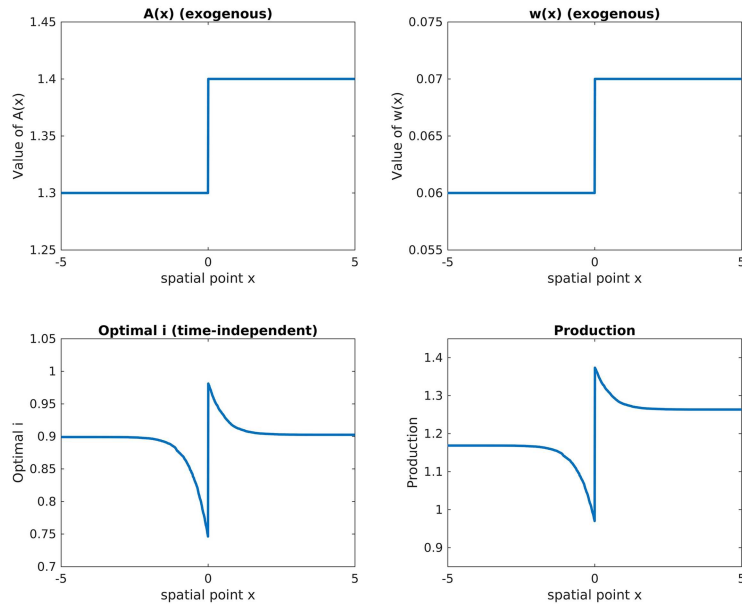 A(x) (exogenous)
1.45
1.4
1.35
1.3
1.25
Value of A(x)
-5 0 5
spatial point x
w(x) (exogenous)
0.075
0.07
0.065
0.06
0.055
Value of w(x)
-5 0 5
spatial point x
Optimal i (time-independent)
1.05
1
0.95
0.9
0.85
0.8
0.75
0.7
Optimal i
-5 0 5
spatial point x
Production
1.4
1.3
1.2
1.1
1
0.9
Production
-5 0 5
spatial point x